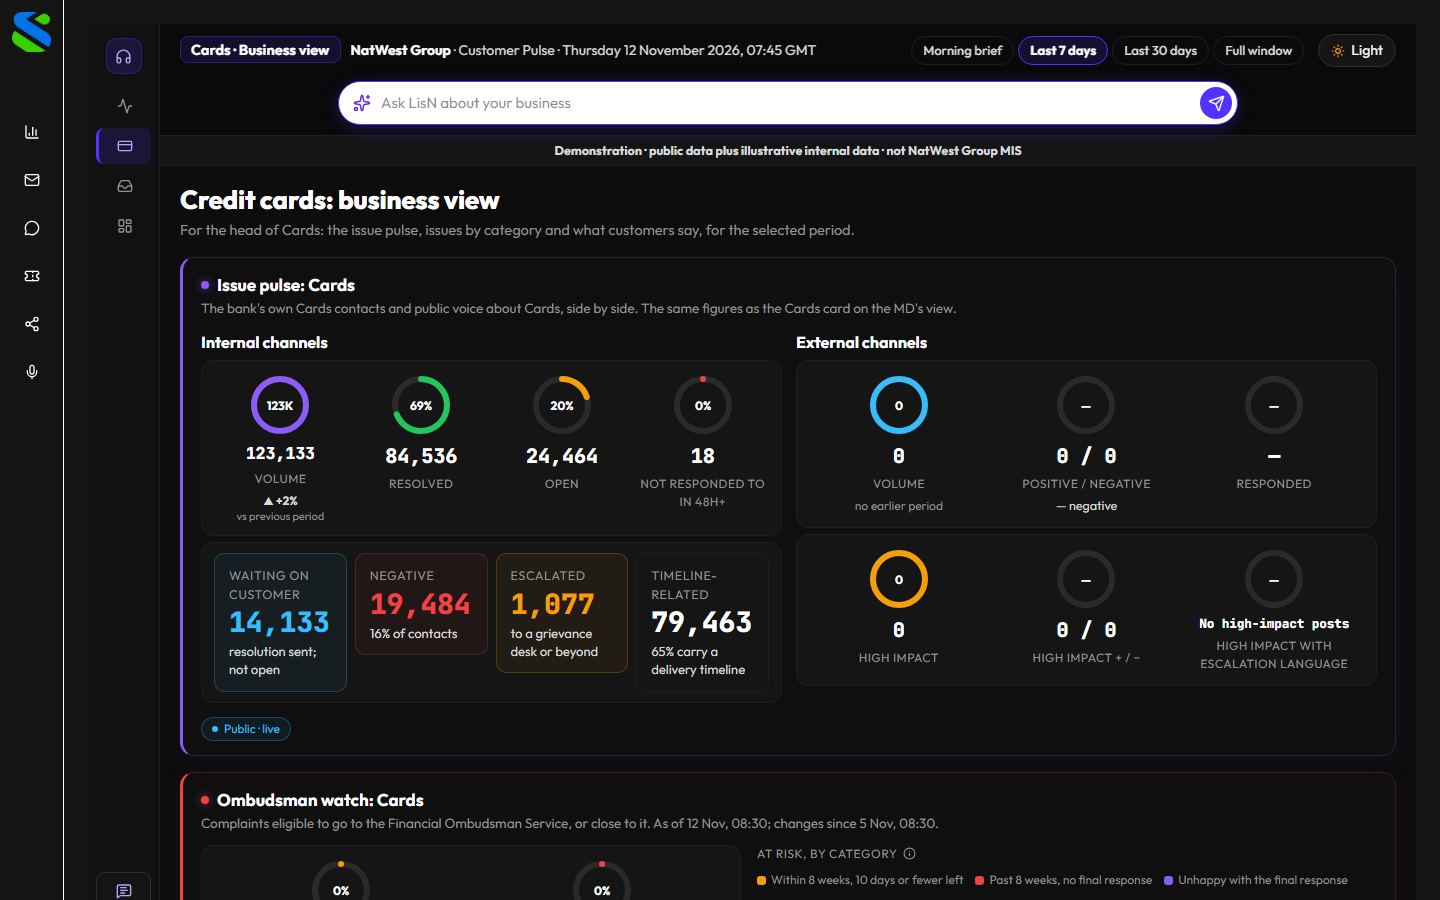 Cards · Business view
NatWest Group · Customer Pulse · Thursday 12 November 2026, 07:45 GMT
Morning brief
Last 7 days
Last 30 days
Full window
Light
Ask LisN about your business
Demonstration · public data plus illustrative internal data · not NatWest Group MIS
Credit cards: business view
For the head of Cards: the issue pulse, issues by category and what customers say, for the selected period.
Issue pulse: Cards
The bank's own Cards contacts and public voice about Cards, side by side. The same figures as the Cards card on the MD's view.
Internal channels
123K
69%
20%
0%
123,133
84,536
24,464
18
VOLUME
RESOLVED
OPEN
NOT RESPONDED TO
IN 48H+
▲ +2%
vs previous period
WAITING ON
CUSTOMER
14,133
resolution sent;
not open
NEGATIVE
19,484
16% of contacts
ESCALATED
1,077
to a grievance
desk or beyond
TIMELINE-
RELATED
79,463
65% carry a
delivery timeline
External channels
0
–
–
0
0 / 0
–
VOLUME
POSITIVE / NEGATIVE
RESPONDED
no earlier period
— negative
0
–
–
0
0 / 0
No high-impact posts
HIGH IMPACT
HIGH IMPACT + / −
HIGH IMPACT WITH
ESCALATION LANGUAGE
Public · live
Ombudsman watch: Cards
Complaints eligible to go to the Financial Ombudsman Service, or close to it. As of 12 Nov, 08:30; changes since 5 Nov, 08:30.
0%
0%
AT RISK, BY CATEGORY
Within 8 weeks, 10 days or fewer left
Past 8 weeks, no final response
Unhappy with the final response